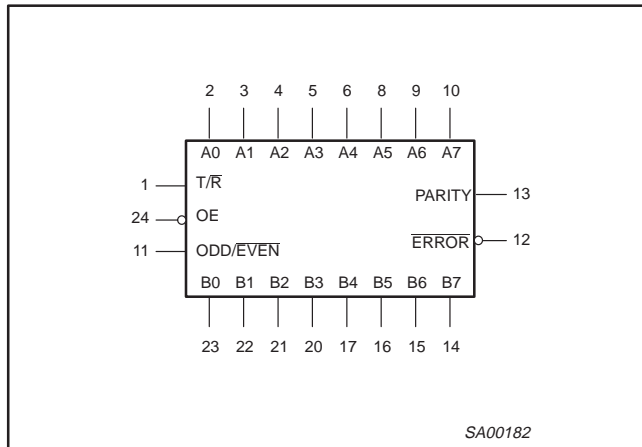 2 3 4 5 6 8 9 10
A0 A1 A2 A3 A4 A5 A6 A7
1 T/R̅
PARITY 13
24 OE
E̅R̅R̅O̅R̅ 12
11 ODD/E̅V̅E̅N̅
B0 B1 B2 B3 B4 B5 B6 B7
23 22 21 20 17 16 15 14
SA00182